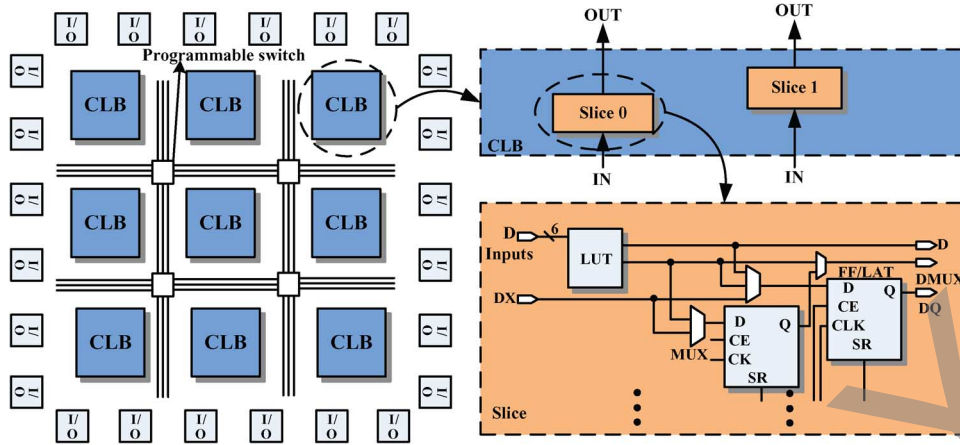 I/
O
I/
O
I/
O
I/
O
I/
O
I/
O
Programmable switch
I/
O
I/
O
I/
O
I/
O
I/
O
I/
O
I/
O
I/
O
I/
O
I/
O
CLB
CLB
CLB
CLB
CLB
CLB
CLB
CLB
CLB
I/
O
I/
O
I/
O
I/
O
I/
O
I/
O
OUT
OUT
Slice 0
Slice 1
CLB
IN
IN
D
Inputs
6
LUT
D
DX
FF/LAT
DMUX
D
Q
CE
CLK
SR
DQ
MUX
D
Q
CE
CK
SR
Slice